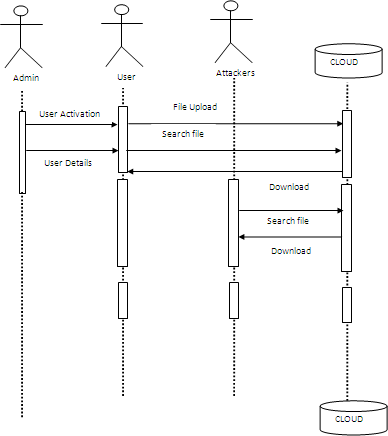 CLOUD
Admin
User
Attackers
User Activation
File Upload
Search file
User Details
Download
Search file
Download
CLOUD